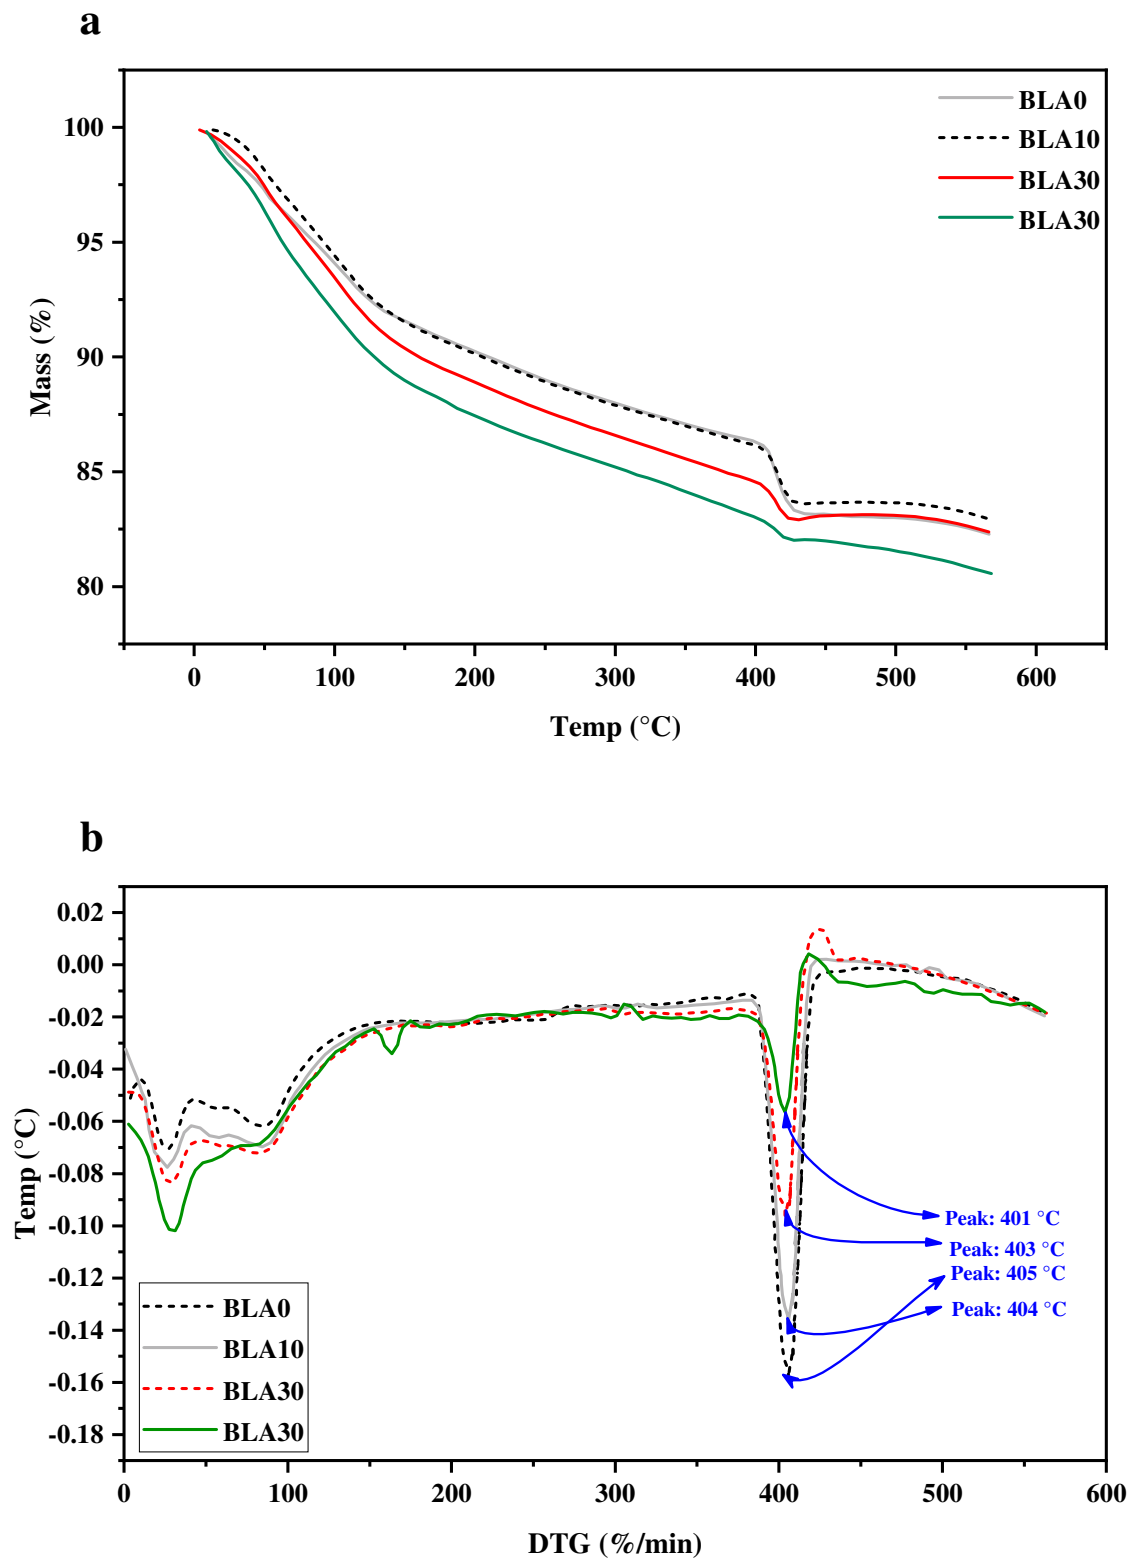 a
BLA0
BLA10
BLA30
BLA30
100
95
90
85
80
Mass (%)
0 100 200 300 400 500 600
Temp (°C)
b
0.02
0.00
-0.02
-0.04
-0.06
-0.08
-0.10
-0.12
-0.14
-0.16
-0.18
Temp (°C)
Peak: 401 °C
Peak: 403 °C
Peak: 405 °C
Peak: 404 °C
BLA0
BLA10
BLA30
BLA30
0 100 200 300 400 500 600
DTG (%/min)